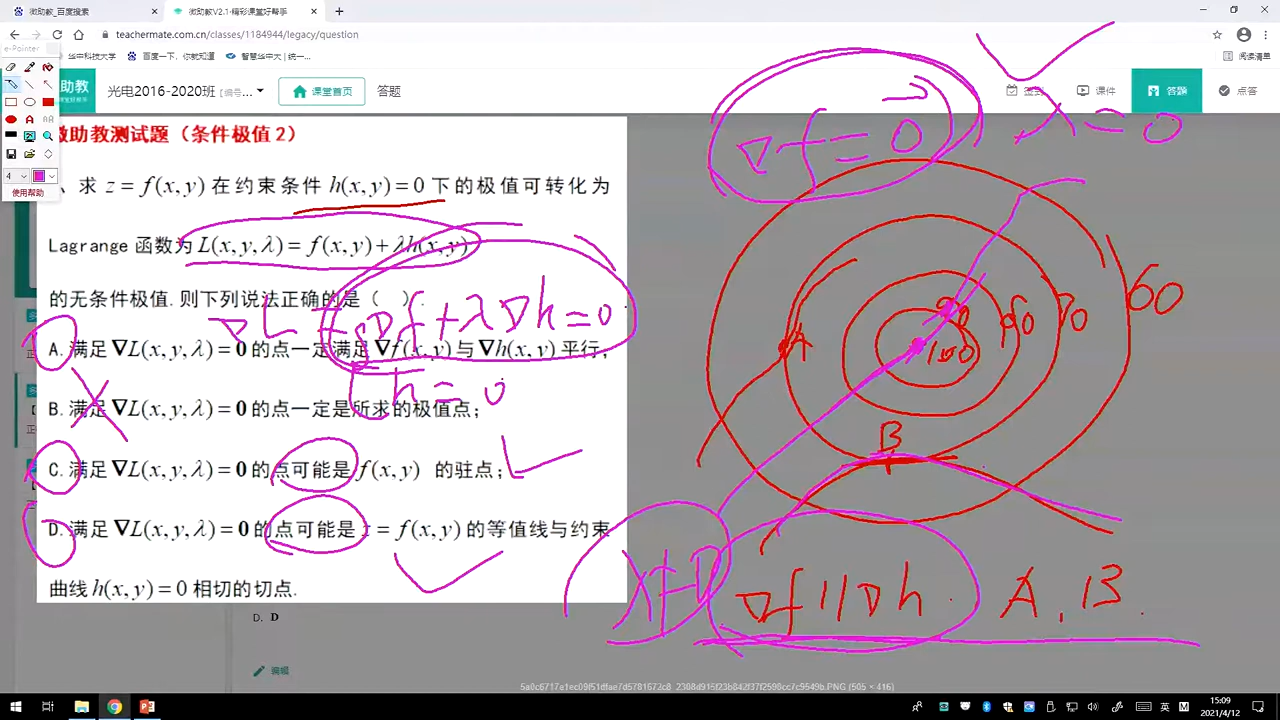 微助教_百度搜索
微助教V2.1-精彩课堂好帮手
teachermate.com.cn/classes/1184944/legacy/question
e-Pointer
华中科技大学
百度一下，你就知道
智慧华中大 | 统一...
阅读清单
使用帮助
4
助教
光电2016-2020班
课堂首页
答题
签到
课件
答题
点答
微助教测试题（条件极值2）
、求 z = f(x, y) 在约束条件 h(x, y) = 0 下的极值可转化为
Lagrange 函数为 L(x, y, λ) = f(x, y) + λh(x, y)
的无条件极值. 则下列说法正确的是（ ）.
A. 满足 ∇L(x, y, λ) = 0 的点一定满足 ∇f(x, y) 与 ∇h(x, y) 平行;
B. 满足 ∇L(x, y, λ) = 0 的点一定是所求的极值点;
C. 满足 ∇L(x, y, λ) = 0 的点可能是 f(x, y) 的驻点;
D. 满足 ∇L(x, y, λ) = 0 的点可能是 z = f(x, y) 的等值线与约束
曲线 h(x, y) = 0 相切的切点.
∇L = ∇f + λ∇h = 0
h = 0
∇f = 0
λ = 0
60
70
90
100
A
B
λ≠0
∇f // ∇h
A, B
D. D
编辑
15:09
2021/4/12
英